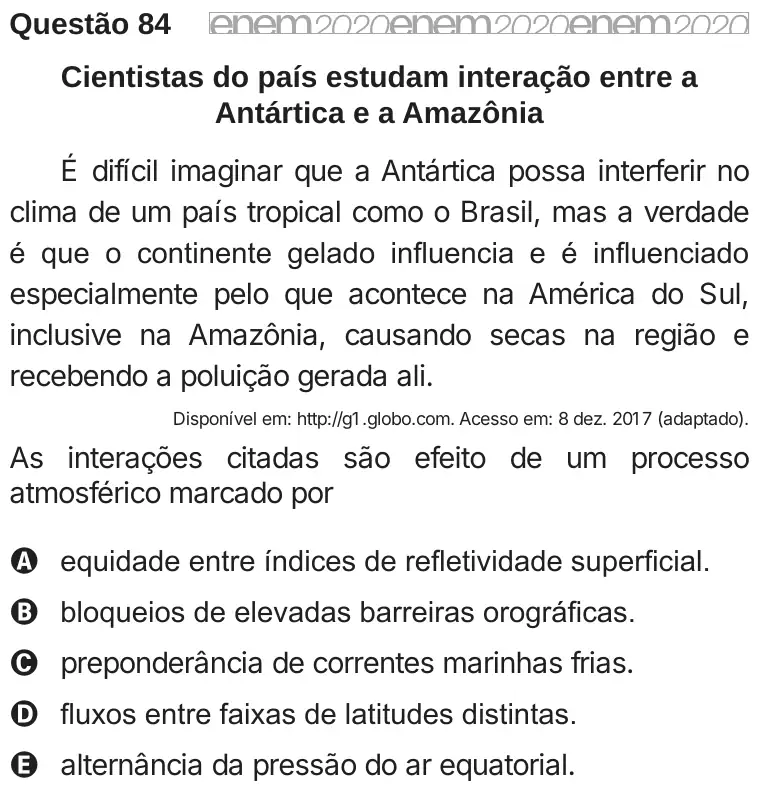 Questão 84 enem2020enem2020enem2020
Cientistas do país estudam interação entre a
Antártica e a Amazônia
É difícil imaginar que a Antártica possa interferir no
clima de um país tropical como o Brasil, mas a verdade
é que o continente gelado influencia e é influenciado
especialmente pelo que acontece na América do Sul,
inclusive na Amazônia, causando secas na região e
recebendo a poluição gerada ali.
Disponível em: http://g1.globo.com. Acesso em: 8 dez. 2017 (adaptado).
As interações citadas são efeito de um processo
atmosférico marcado por
A equidade entre índices de refletividade superficial.
B bloqueios de elevadas barreiras orográficas.
C preponderância de correntes marinhas frias.
D fluxos entre faixas de latitudes distintas.
E alternância da pressão do ar equatorial.